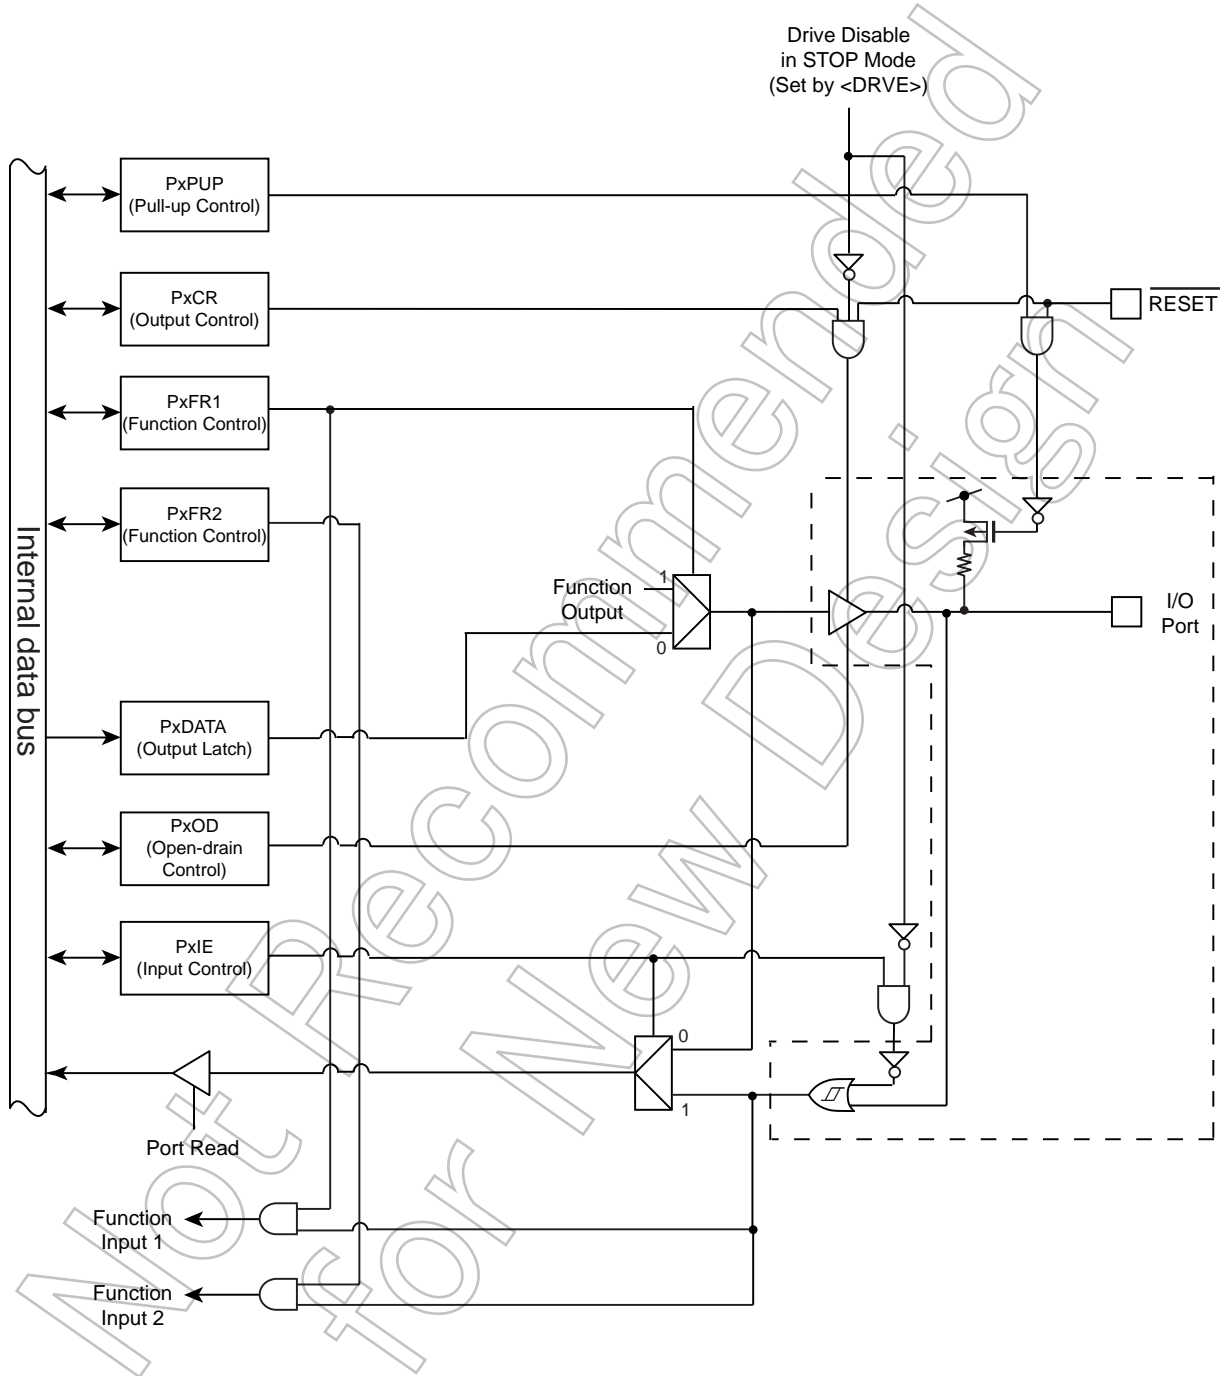 Drive Disable
in STOP Mode
(Set by <DRVE>)
PxPUP
(Pull-up Control)
PxCR
(Output Control)
RESET
PxFR1
(Function Control)
PxFR2
(Function Control)
Internal data bus
Function
Output
1
0
I/O
Port
PxDATA
(Output Latch)
PxOD
(Open-drain
Control)
PxIE
(Input Control)
0
1
Port Read
Function
Input 1
Function
Input 2
Not Recommended
for New Design